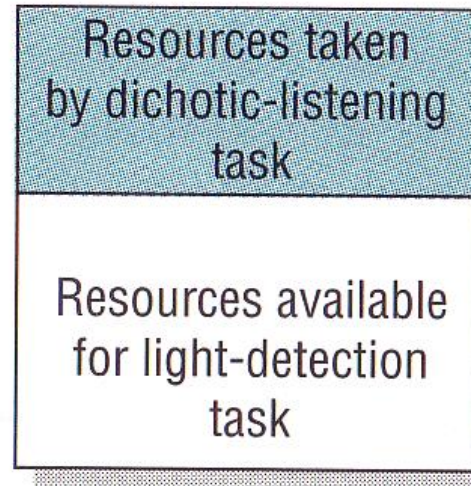 Resources taken
by dichotic-listening
task
Resources available
for light-detection
task